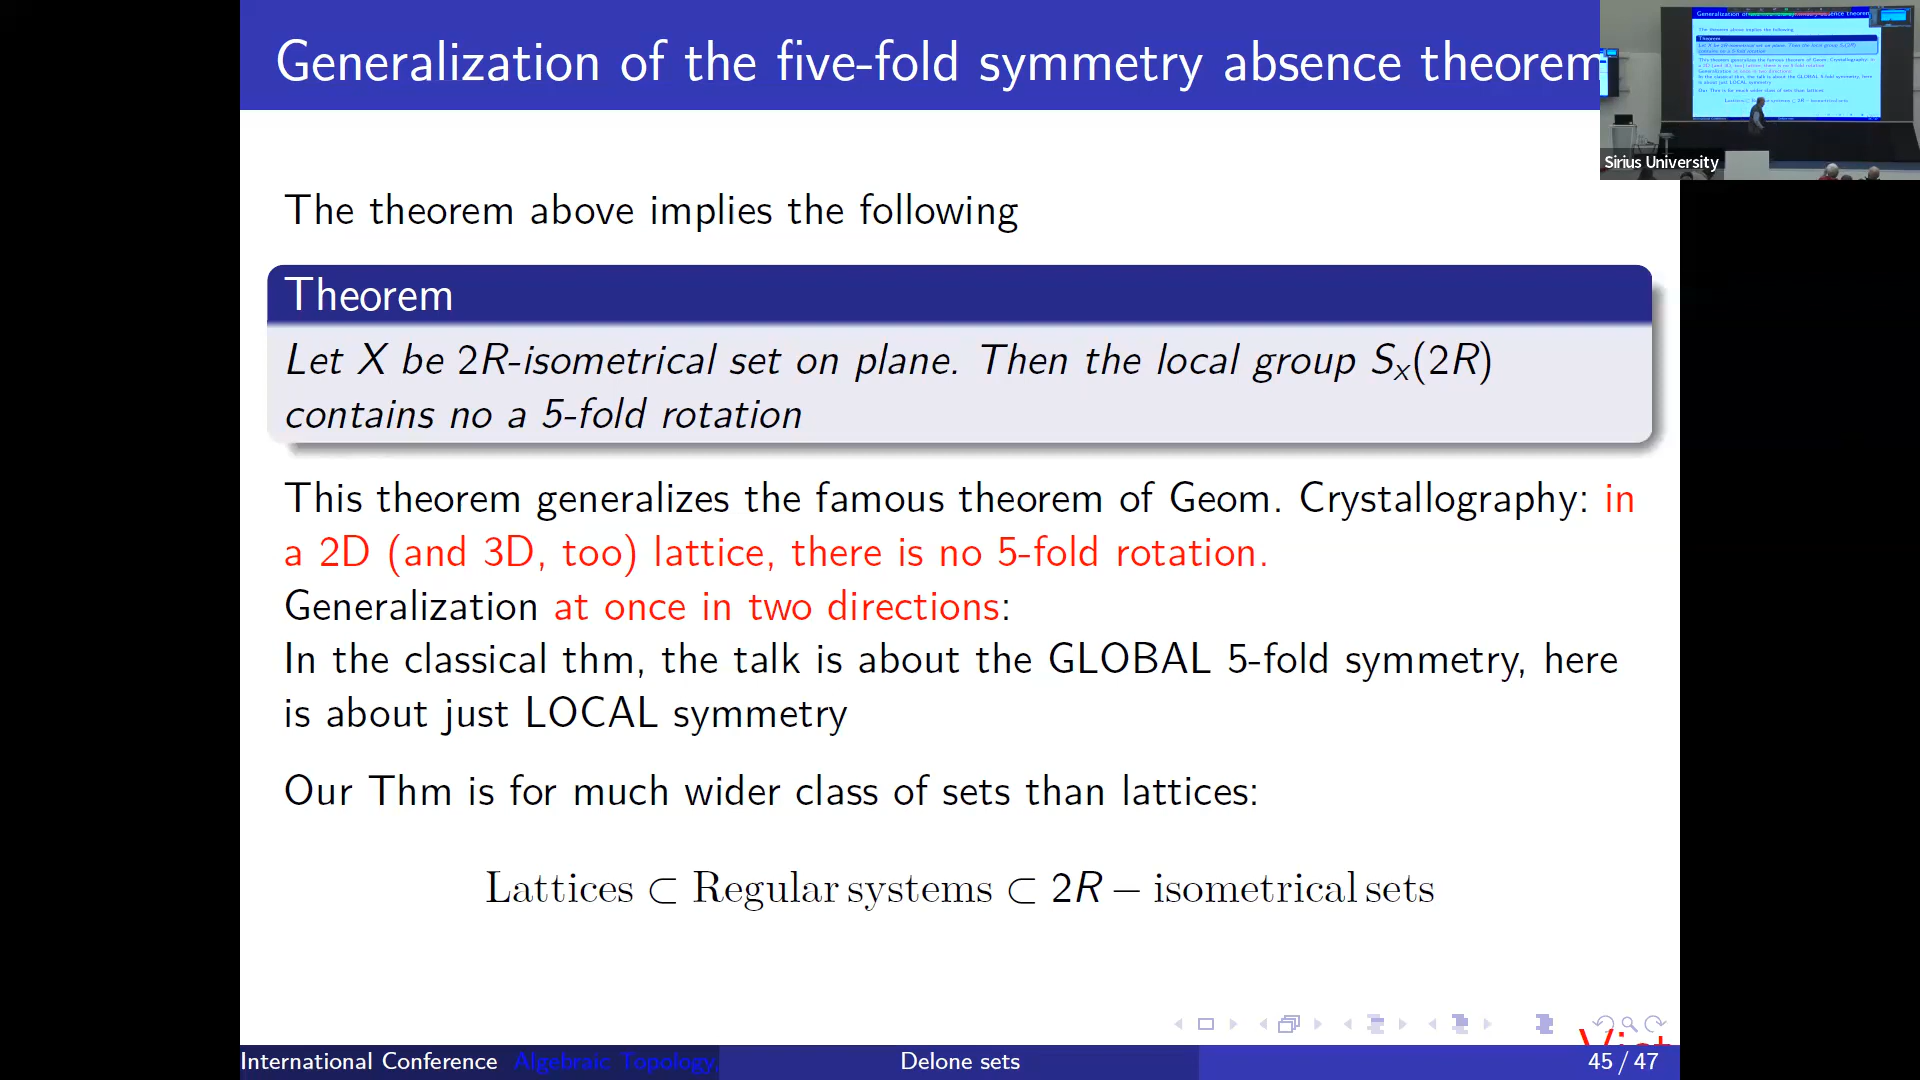 Generalization of the five-fold symmetry absence theorem
Sirius University
The theorem above implies the following
Theorem
Let X be 2R-isometrical set on plane. Then the local group Sₓ(2R)
contains no a 5-fold rotation
This theorem generalizes the famous theorem of Geom. Crystallography: in
a 2D (and 3D, too) lattice, there is no 5-fold rotation.
Generalization at once in two directions:
In the classical thm, the talk is about the GLOBAL 5-fold symmetry, here
is about just LOCAL symmetry
Our Thm is for much wider class of sets than lattices:
Lattices ⊂ Regular systems ⊂ 2R − isometrical sets
International Conference Algebraic Topology,
Delone sets
45 / 47